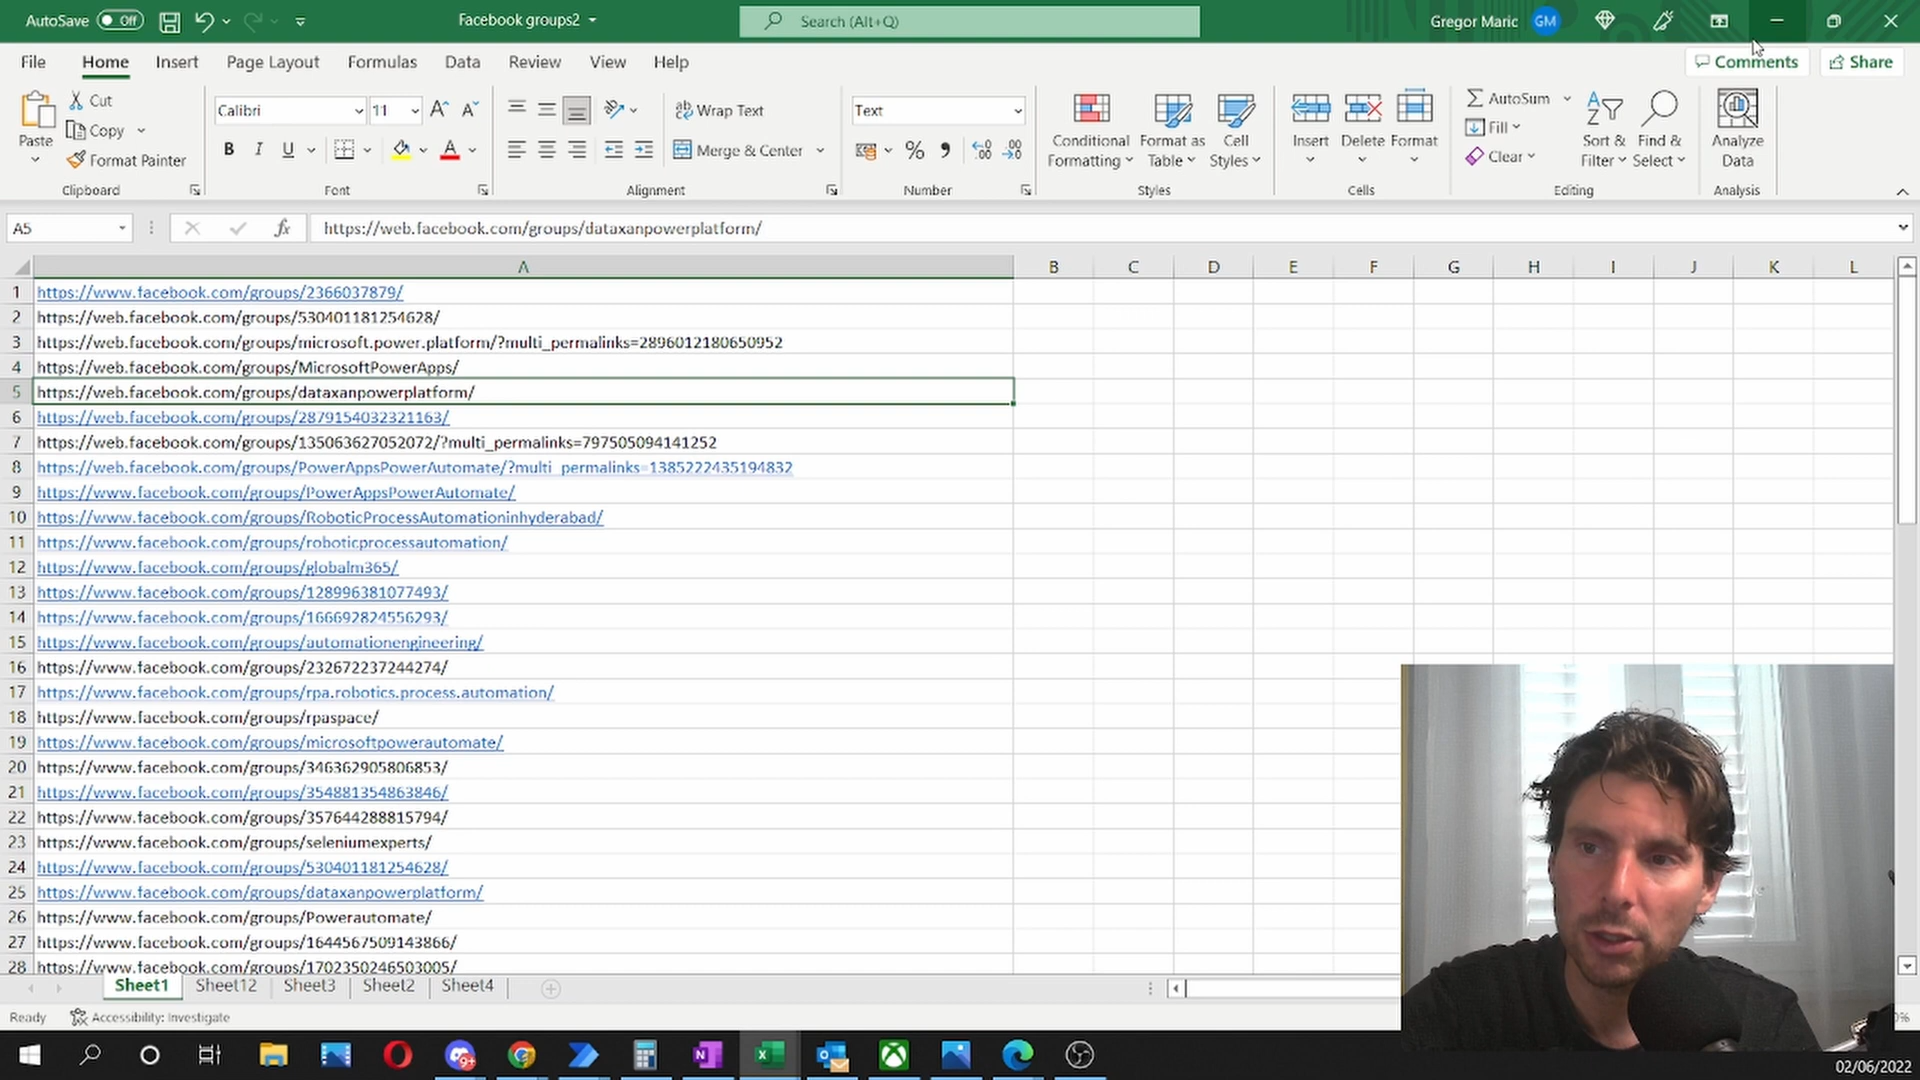 AutoSave Off Facebook groups2 Search (Alt+Q) Gregor Maric GM
File Home Insert Page Layout Formulas Data Review View Help Comments Share
Paste Cut Copy Format Painter
Clipboard
Calibri 11
Font
Wrap Text
Merge & Center
Alignment
Text
Number
Conditional Formatting Format as Table Cell Styles
Styles
Insert Delete Format
Cells
AutoSum Fill Clear Sort & Filter Find & Select
Editing
Analyze Data
Analysis
A5 fx https://web.facebook.com/groups/dataxanpowerplatform/
A B C D E F G H I J K L
1 https://www.facebook.com/groups/2366037879/
2 https://web.facebook.com/groups/530401181254628/
3 https://web.facebook.com/groups/microsoft.power.platform/?multi_permalinks=2896012180650952
4 https://web.facebook.com/groups/MicrosoftPowerApps/
5 https://web.facebook.com/groups/dataxanpowerplatform/
6 https://web.facebook.com/groups/2879154032321163/
7 https://web.facebook.com/groups/135063627052072/?multi_permalinks=797505094141252
8 https://web.facebook.com/groups/PowerAppsPowerAutomate/?multi_permalinks=1385222435194832
9 https://www.facebook.com/groups/PowerAppsPowerAutomate/
10 https://www.facebook.com/groups/RoboticProcessAutomationinhyderabad/
11 https://www.facebook.com/groups/roboticprocessautomation/
12 https://www.facebook.com/groups/globalm365/
13 https://www.facebook.com/groups/128996381077493/
14 https://www.facebook.com/groups/166692824556293/
15 https://www.facebook.com/groups/automationengineering/
16 https://www.facebook.com/groups/232672237244274/
17 https://www.facebook.com/groups/rpa.robotics.process.automation/
18 https://www.facebook.com/groups/rpaspace/
19 https://www.facebook.com/groups/microsoftpowerautomate/
20 https://www.facebook.com/groups/346362905806853/
21 https://www.facebook.com/groups/354881354863846/
22 https://www.facebook.com/groups/357644288815794/
23 https://www.facebook.com/groups/seleniumexperts/
24 https://www.facebook.com/groups/530401181254628/
25 https://www.facebook.com/groups/dataxanpowerplatform/
26 https://www.facebook.com/groups/Powerautomate/
27 https://www.facebook.com/groups/1644567509143866/
28 https://www.facebook.com/groups/1702350246503005/
Sheet1 Sheet12 Sheet3 Sheet2 Sheet4
Ready Accessibility: Investigate
02/06/2022